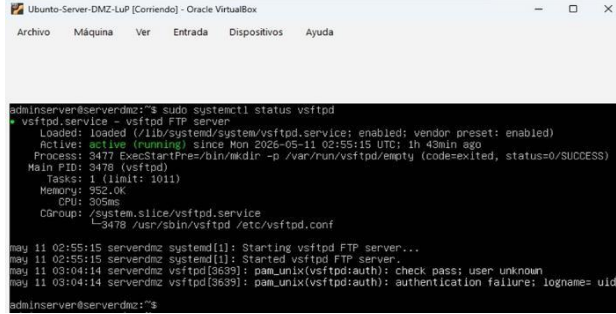 Ubunto-Server-DMZ-LuP [Corriendo] - Oracle VirtualBox
Archivo Máquina Ver Entrada Dispositivos Ayuda
adminserver@serverdmz:~$ sudo systemctl status vsftpd
● vsftpd.service - vsftpd FTP server
Loaded: loaded (/lib/systemd/system/vsftpd.service; enabled; vendor preset: enabled)
Active: active (running) since Mon 2026-05-11 02:55:15 UTC; 1h 43min ago
Process: 3477 ExecStartPre=/bin/mkdir -p /var/run/vsftpd/empty (code=exited, status=0/SUCCESS)
Main PID: 3478 (vsftpd)
Tasks: 1 (limit: 1011)
Memory: 952.0K
CPU: 305ms
CGroup: /system.slice/vsftpd.service
└─3478 /usr/sbin/vsftpd /etc/vsftpd.conf
may 11 02:55:15 serverdmz systemd[1]: Starting vsftpd FTP server...
may 11 02:55:15 serverdmz systemd[1]: Started vsftpd FTP server.
may 11 03:04:14 serverdmz vsftpd[3639]: pam_unix(vsftpd:auth): check pass; user unknown
may 11 03:04:14 serverdmz vsftpd[3639]: pam_unix(vsftpd:auth): authentication failure; logname= uid
adminserver@serverdmz:~$